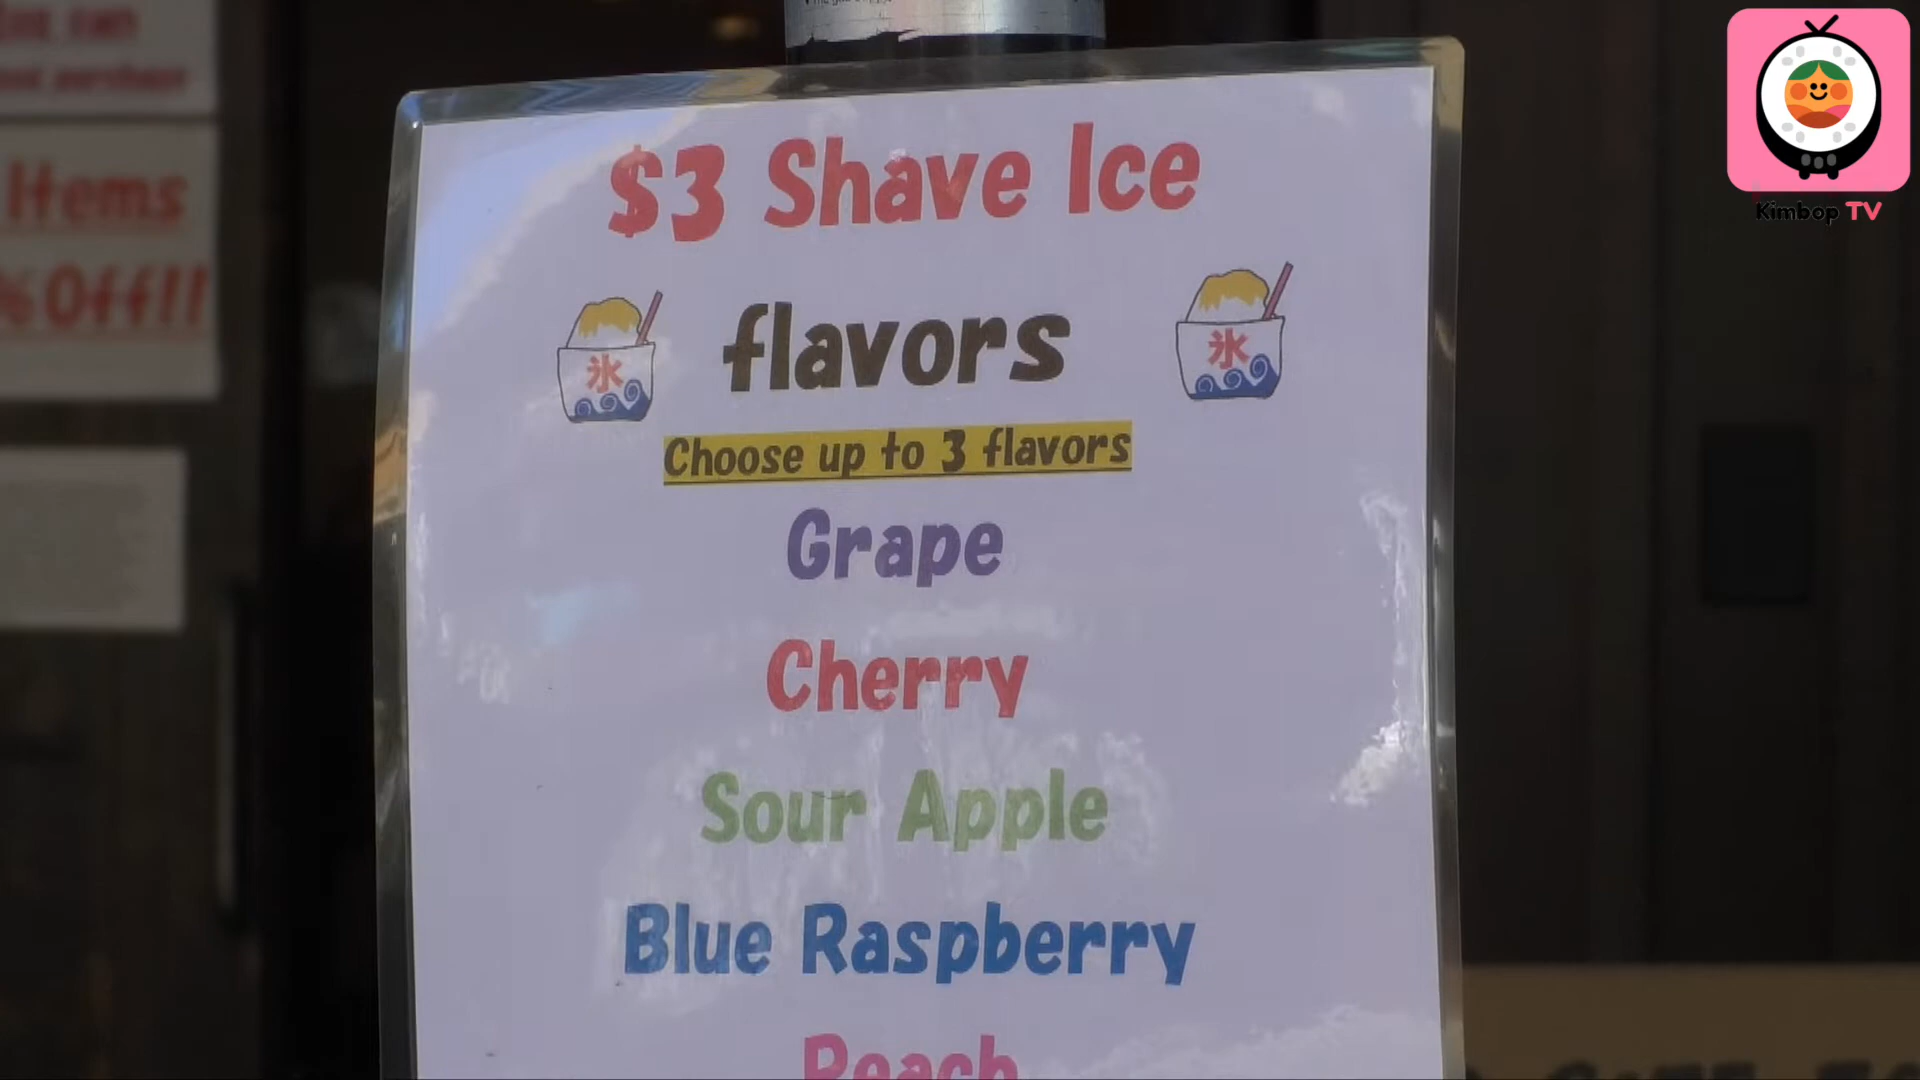 $3 Shave Ice
氷
flavors
氷
Choose up to 3 flavors
Grape
Cherry
Sour Apple
Blue Raspberry
Peach
Items
%Off!!
Kimbop TV